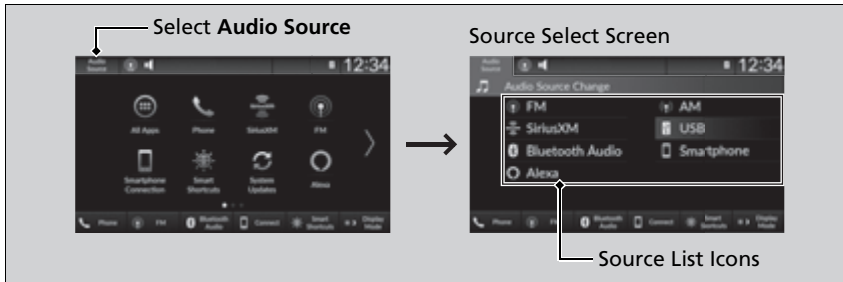 Select Audio Source
Source Select Screen
Audio Source
12:34
All Apps
Phone
SiriusXM
FM
Smartphone Connection
Smart Shortcuts
System Updates
Alexa
Phone
FM
Bluetooth Audio
Connect
Smart Shortcuts
Display Mode
Audio Source
12:34
Audio Source Change
FM
AM
SiriusXM
USB
Bluetooth Audio
Smartphone
Alexa
Phone
FM
Bluetooth Audio
Connect
Smart Shortcuts
Display Mode
Source List Icons